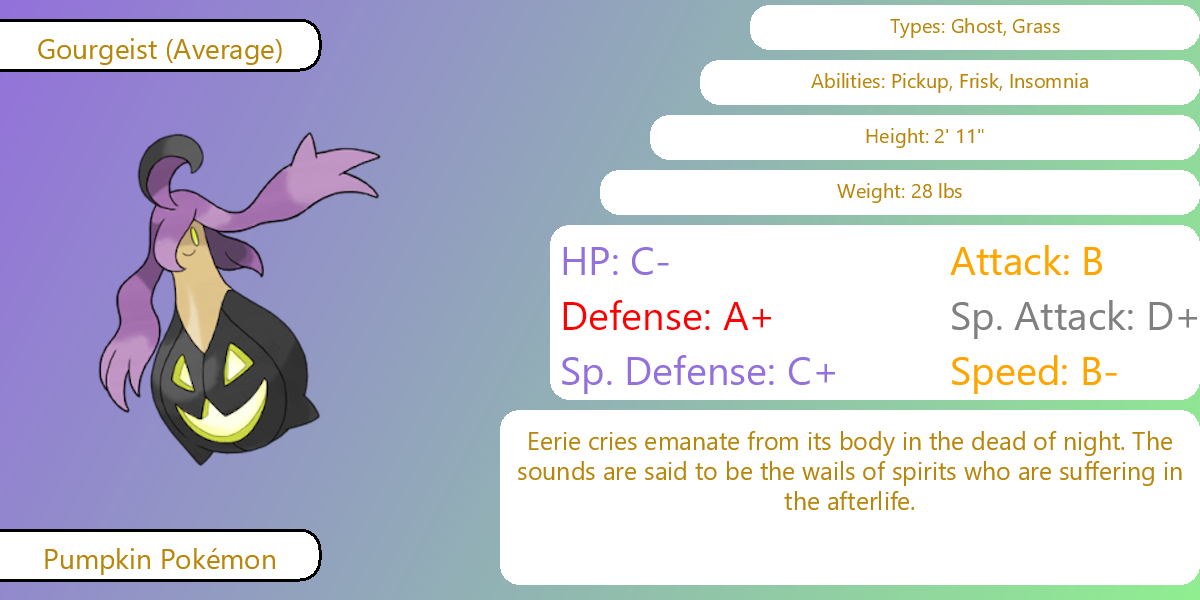 Gourgeist (Average)
Types: Ghost, Grass
Abilities: Pickup, Frisk, Insomnia
Height: 2' 11"
Weight: 28 lbs
HP: C-
Attack: B
Defense: A+
Sp. Attack: D+
Sp. Defense: C+
Speed: B-
Eerie cries emanate from its body in the dead of night. The
sounds are said to be the wails of spirits who are suffering in
the afterlife.
Pumpkin Pokémon